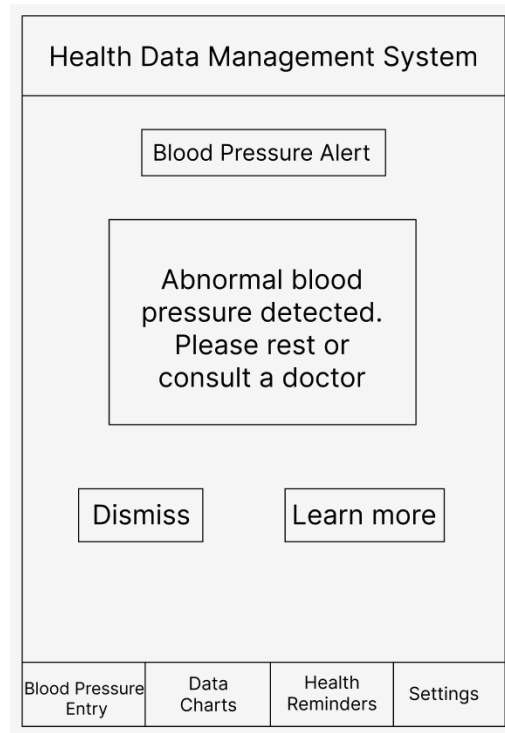 Health Data Management System
Blood Pressure Alert
Abnormal blood
pressure detected.
Please rest or
consult a doctor
Dismiss
Learn more
Blood Pressure
Entry
Data
Charts
Health
Reminders
Settings